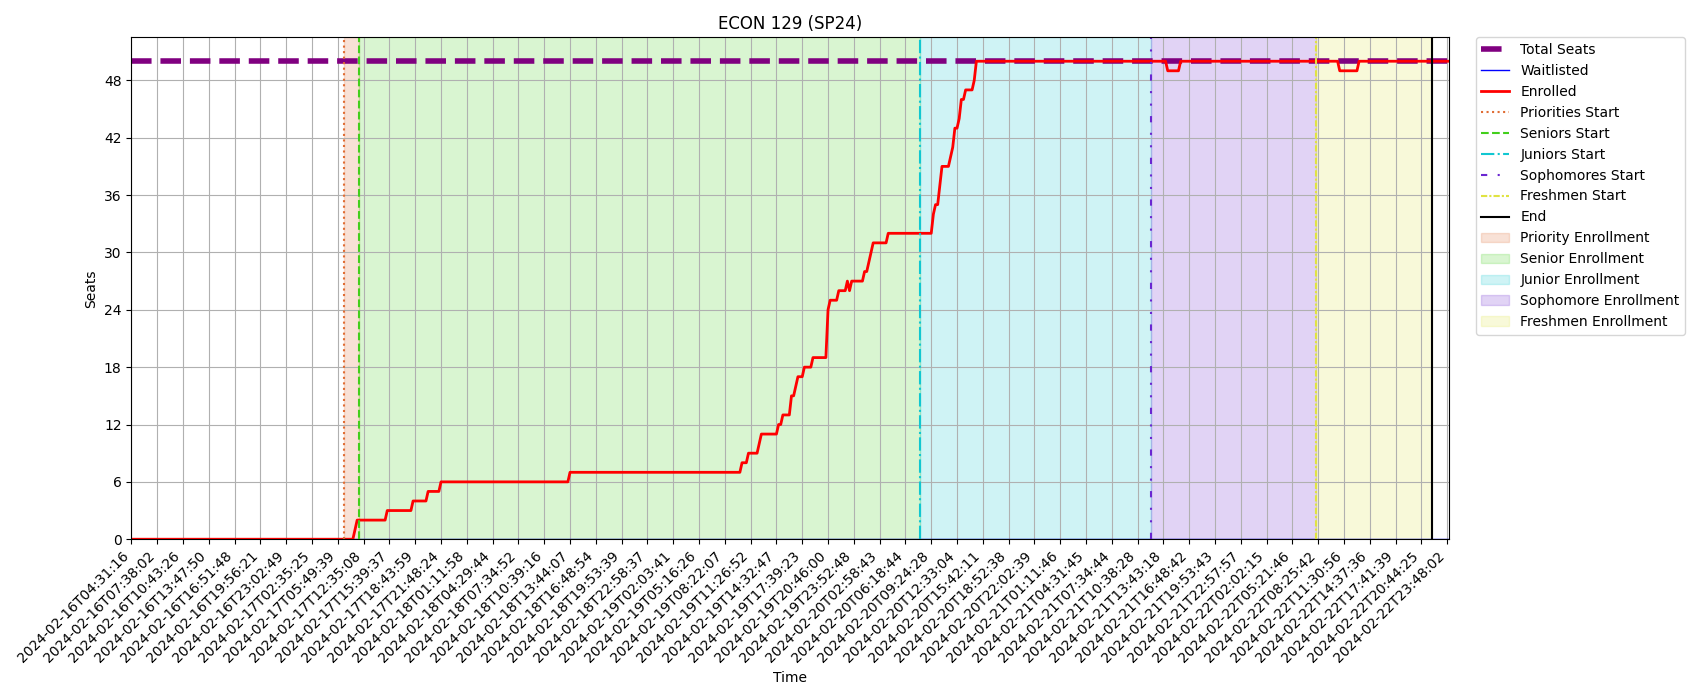 ECON 129 (SP24)
Seats
48
42
36
30
24
18
12
6
0
2024-02-16T04:31:16
2024-02-16T07:38:02
2024-02-16T10:43:26
2024-02-16T13:47:50
2024-02-16T16:51:48
2024-02-16T19:56:21
2024-02-16T23:02:49
2024-02-17T02:35:25
2024-02-17T05:49:39
2024-02-17T12:35:08
2024-02-17T15:39:37
2024-02-17T18:43:59
2024-02-17T21:48:24
2024-02-18T01:11:58
2024-02-18T04:29:44
2024-02-18T07:34:52
2024-02-18T10:39:16
2024-02-18T13:44:07
2024-02-18T16:48:54
2024-02-18T19:53:39
2024-02-18T22:58:37
2024-02-19T02:03:41
2024-02-19T05:16:26
2024-02-19T08:22:07
2024-02-19T11:26:52
2024-02-19T14:32:47
2024-02-19T17:39:23
2024-02-19T20:46:00
2024-02-19T23:52:48
2024-02-20T02:58:43
2024-02-20T06:18:44
2024-02-20T09:24:28
2024-02-20T12:33:04
2024-02-20T15:42:11
2024-02-20T18:52:38
2024-02-20T22:02:39
2024-02-21T01:11:46
2024-02-21T04:31:45
2024-02-21T07:34:44
2024-02-21T10:38:28
2024-02-21T13:43:18
2024-02-21T16:48:42
2024-02-21T19:53:43
2024-02-21T22:57:57
2024-02-22T02:02:15
2024-02-22T05:21:46
2024-02-22T08:25:42
2024-02-22T11:30:56
2024-02-22T14:37:36
2024-02-22T17:41:39
2024-02-22T20:44:25
2024-02-22T23:48:02
Time
Total Seats
Waitlisted
Enrolled
Priorities Start
Seniors Start
Juniors Start
Sophomores Start
Freshmen Start
End
Priority Enrollment
Senior Enrollment
Junior Enrollment
Sophomore Enrollment
Freshmen Enrollment